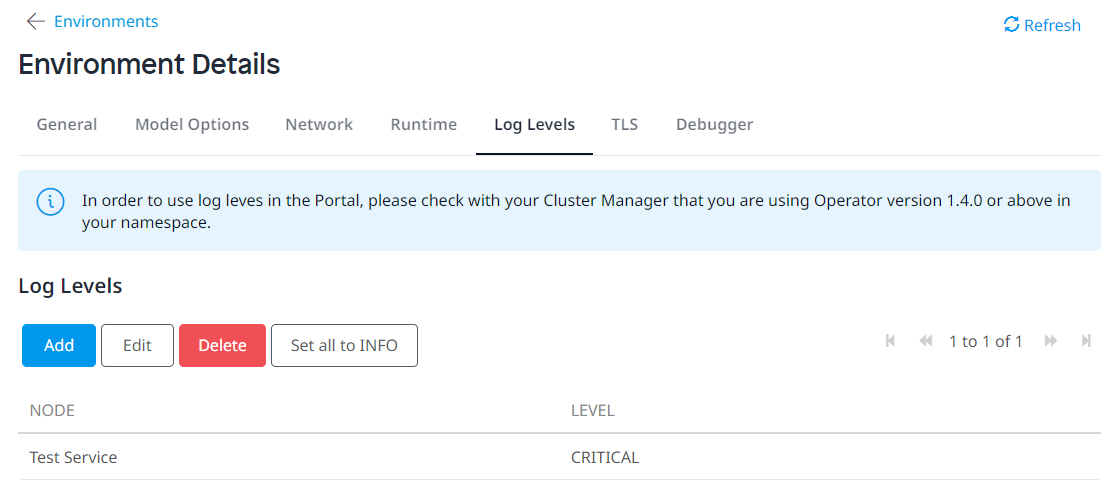 Environments
Refresh
Environment Details
General Model Options Network Runtime Log Levels TLS Debugger
In order to use log leves in the Portal, please check with your Cluster Manager that you are using Operator version 1.4.0 or above in
your namespace.
Log Levels
Add Edit Delete Set all to INFO 1 to 1 of 1
NODE LEVEL
Test Service CRITICAL